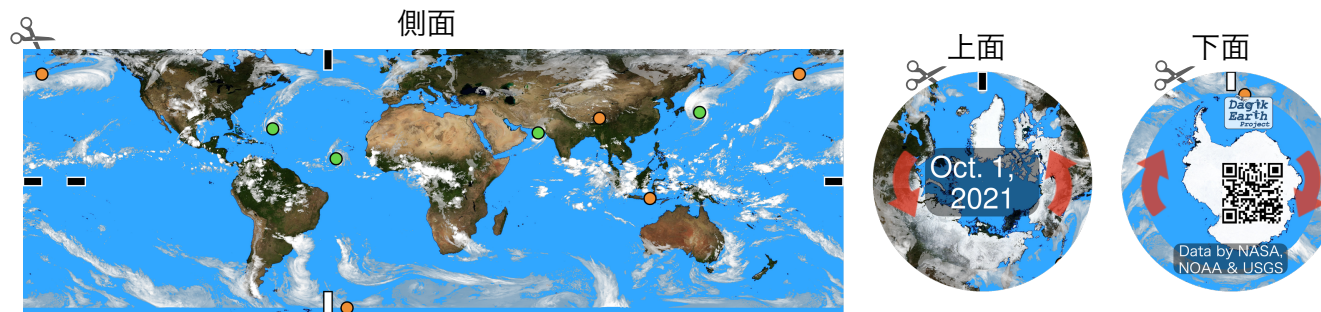 側面
上面
下面
Oct. 1,
2021
Dagik
Earth
Project
Data by NASA,
NOAA & USGS